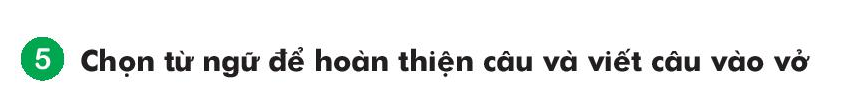 5 Chọn từ ngữ để hoàn thiện câu và viết câu vào vở